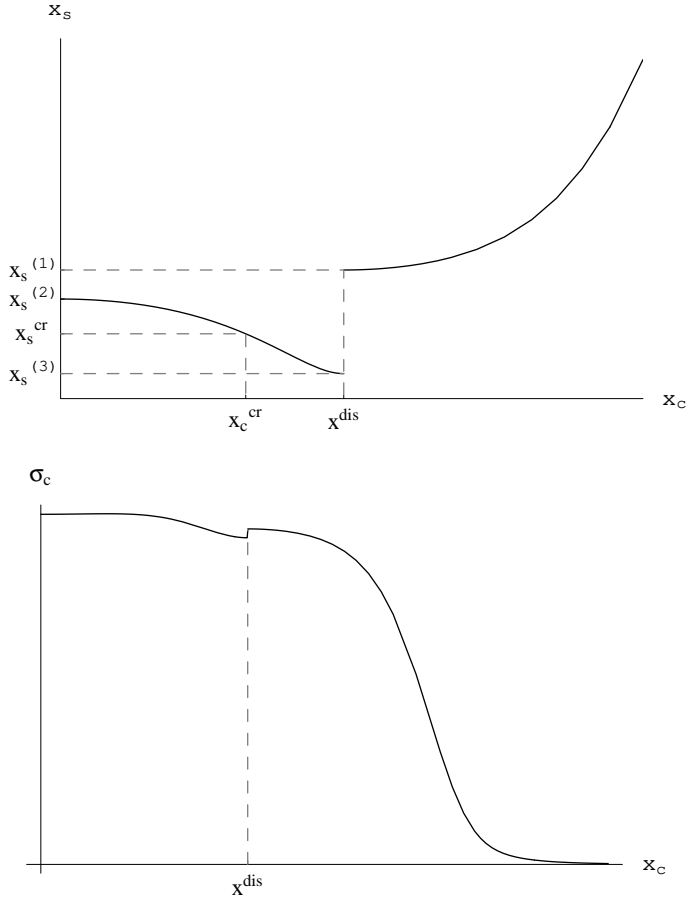 x_s
x_s^(1)
x_s^(2)
x_s^cr
x_s^(3)
x_c
x_c^cr x^dis
σ_c
x_c
x^dis